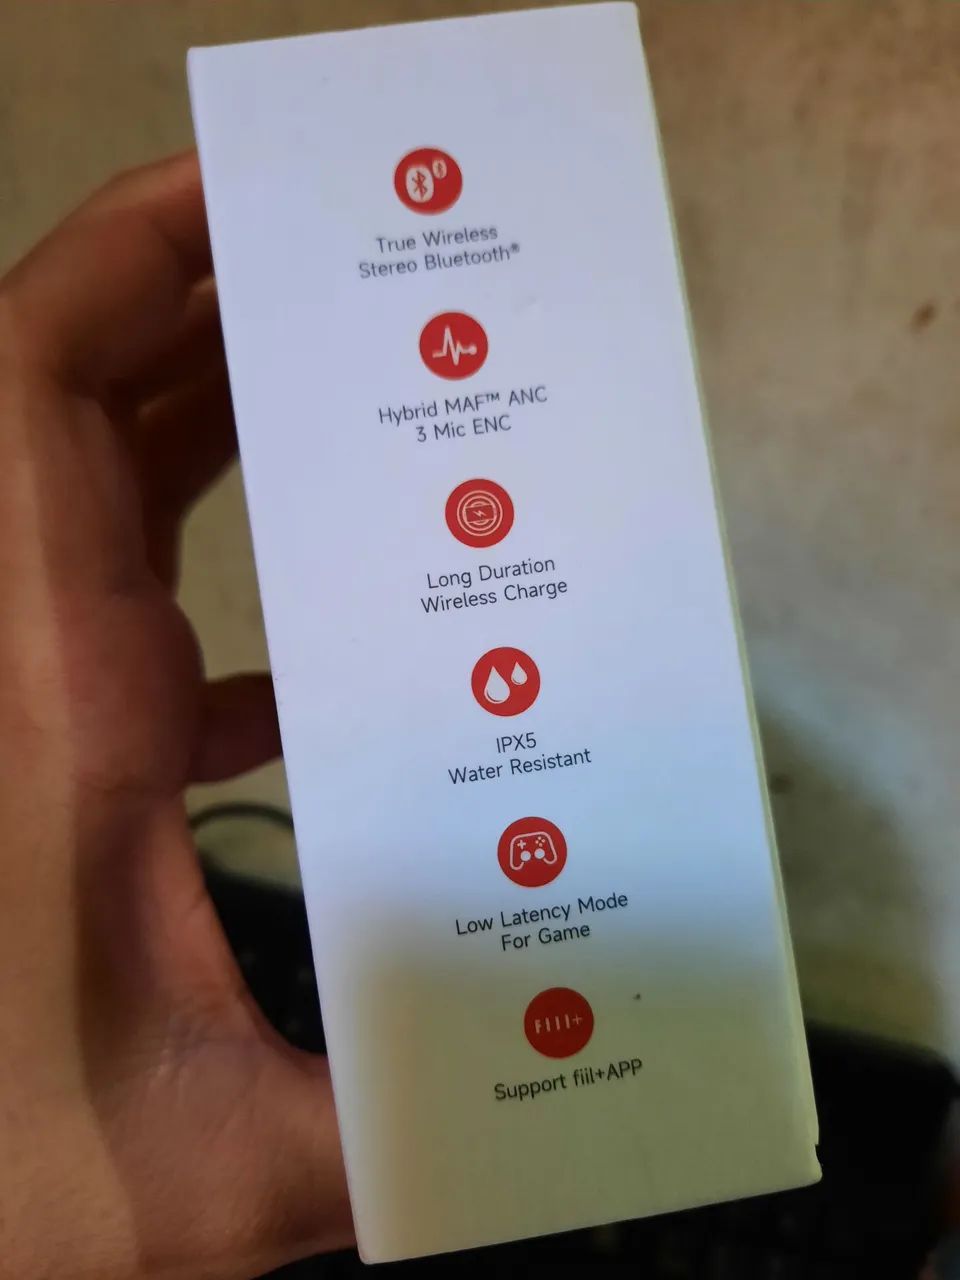 True Wireless
Stereo Bluetooth®
Hybrid MAF™ ANC
3 Mic ENC
Long Duration
Wireless Charge
IPX5
Water Resistant
Low Latency Mode
For Game
FIIL+
Support fiil+APP